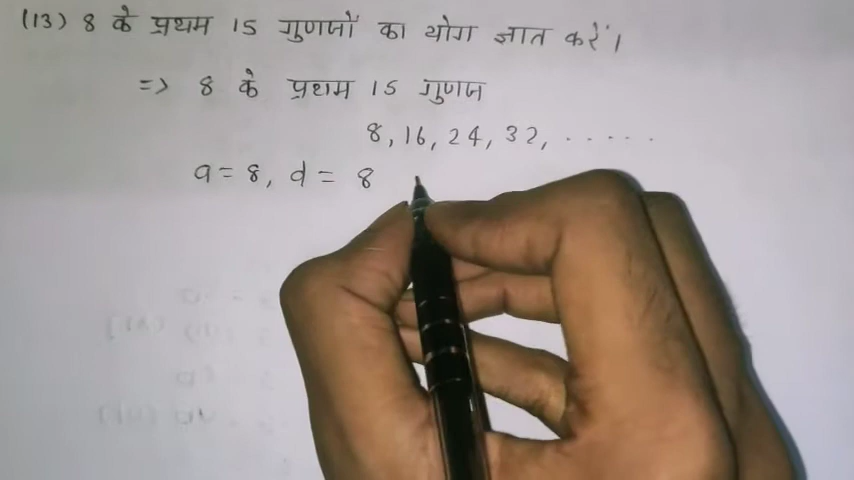 (13) 8 के प्रथम 15 गुणजों का योग ज्ञात करें।
=> 8 के प्रथम 15 गुणज
8, 16, 24, 32, .....
a = 8, d = 8